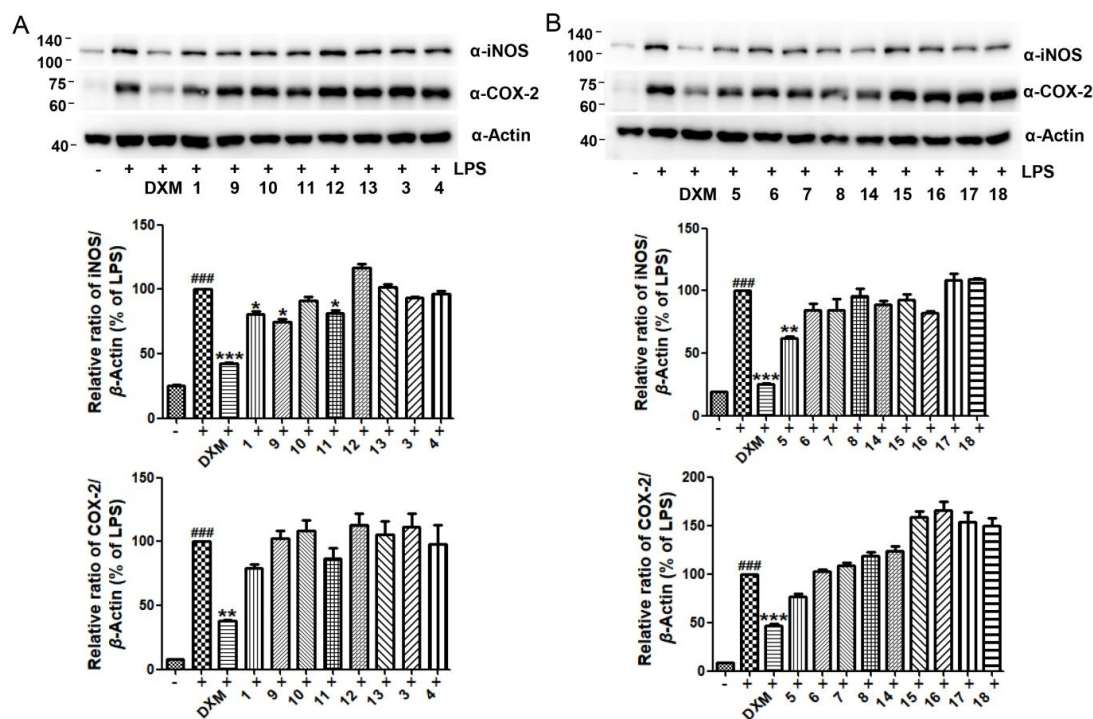 A
140
100
α-iNOS
75
60
α-COX-2
40
α-Actin
- + + + + + + + + + + LPS
DXM 1 9 10 11 12 13 3 4
Relative ratio of iNOS/
β-Actin (% of LPS)
150
100
50
0
###
***
*
*
*
- + DXM + 1 + 9 + 10 + 11 + 12 + 13 + 3 + 4 +
Relative ratio of COX-2/
β-Actin (% of LPS)
150
100
50
0
###
**
- + DXM + 1 + 9 + 10 + 11 + 12 + 13 + 3 + 4 +
B
140
100
α-iNOS
75
60
α-COX-2
40
α-Actin
- + + + + + + + + + + + LPS
DXM 5 6 7 8 14 15 16 17 18
Relative ratio of iNOS/
β-Actin (% of LPS)
150
100
50
0
###
***
**
- + DXM + 5 + 6 + 7 + 8 + 14 + 15 + 16 + 17 + 18 +
Relative ratio of COX-2/
β-Actin (% of LPS)
200
150
100
50
0
###
***
- + DXM + 5 + 6 + 7 + 8 + 14 + 15 + 16 + 17 + 18 +